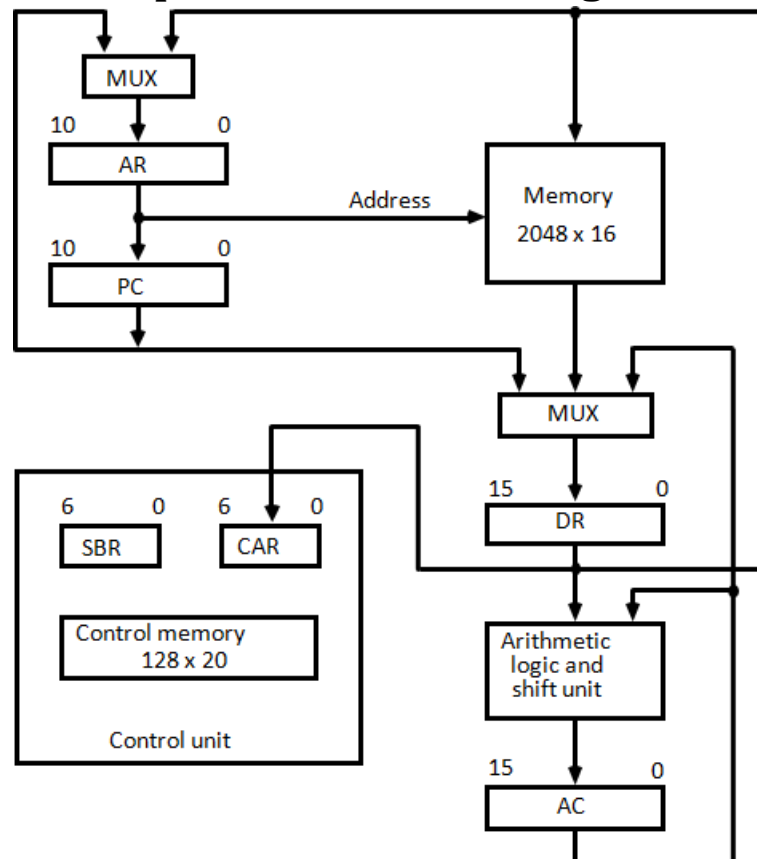 MUX
10 0
AR
Address
Memory
2048 x 16
10 0
PC
MUX
15 0
DR
6 0 6 0
SBR CAR
Control memory
128 x 20
Control unit
Arithmetic
logic and
shift unit
15 0
AC